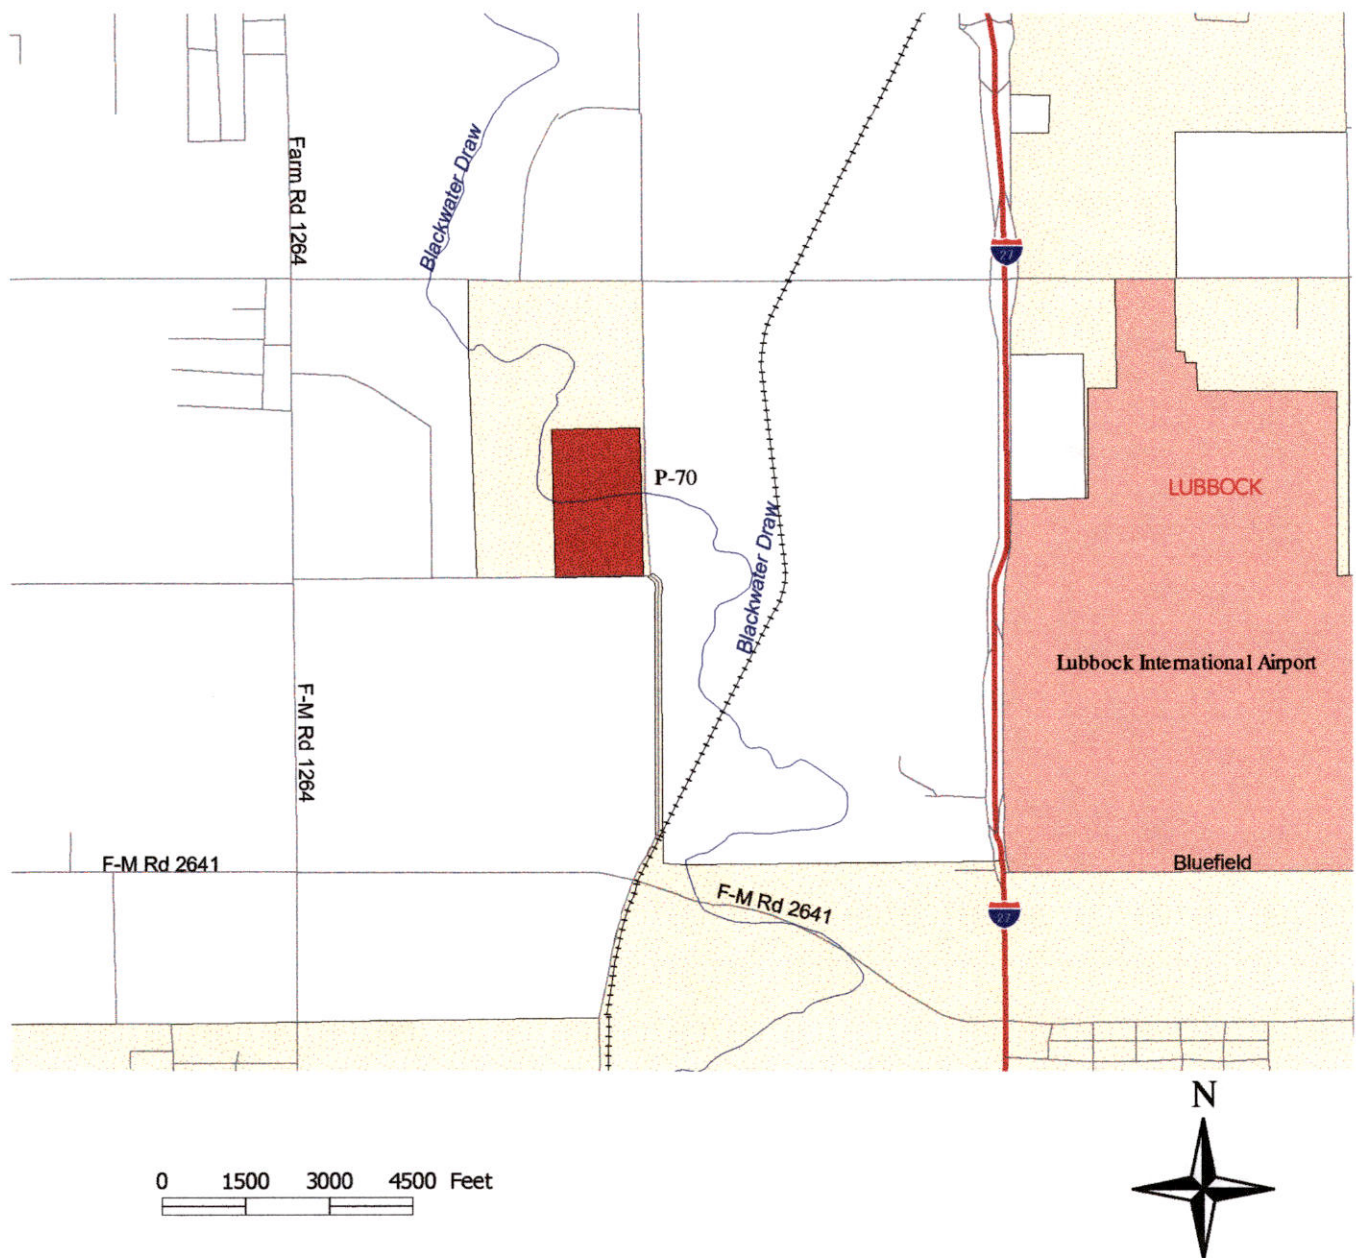 Farm Rd 1264
Blackwater Draw
27
P-70
LUBBOCK
Blackwater Draw
Lubbock International Airport
F-M Rd 1264
F-M Rd 2641
Bluefield
F-M Rd 2641
27
N
0 1500 3000 4500 Feet